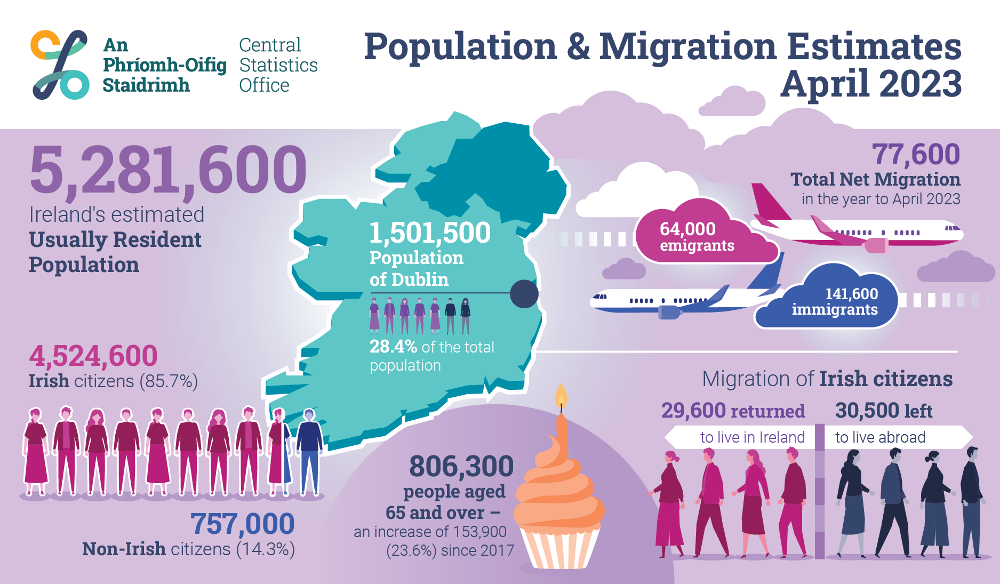 An
Phríomh-Oifig
Staidrimh
Central
Statistics
Office
Population & Migration Estimates
April 2023
5,281,600
Ireland's estimated
Usually Resident
Population
1,501,500
Population
of Dublin
28.4% of the total
population
77,600
Total Net Migration
in the year to April 2023
64,000
emigrants
141,600
immigrants
4,524,600
Irish citizens (85.7%)
757,000
Non-Irish citizens (14.3%)
806,300
people aged
65 and over –
an increase of 153,900
(23.6%) since 2017
Migration of Irish citizens
29,600 returned
to live in Ireland
30,500 left
to live abroad